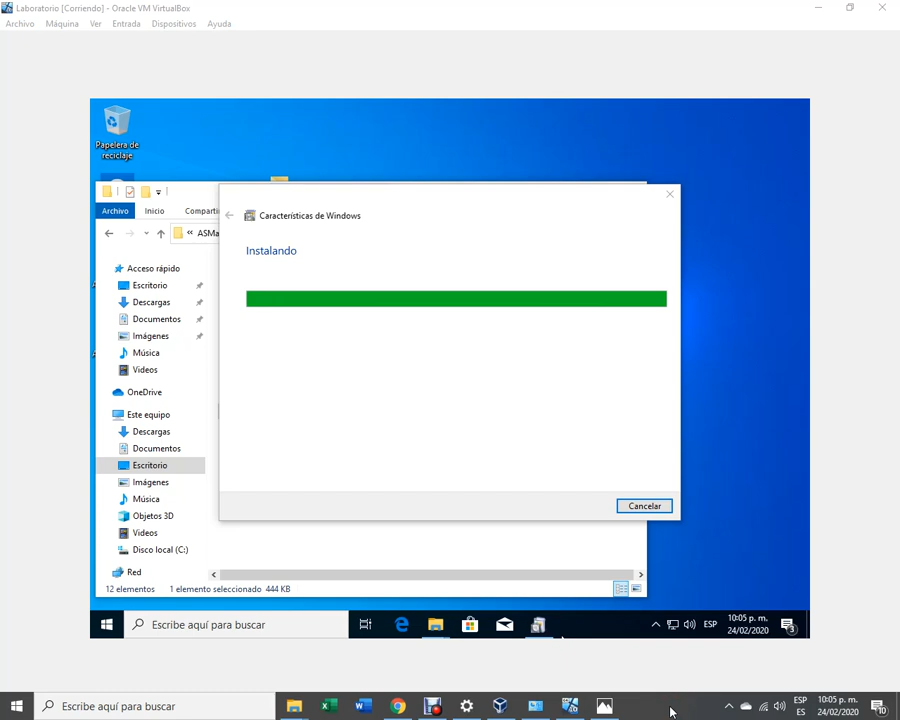 Laboratorio [Corriendo] - Oracle VM VirtualBox
Archivo Máquina Ver Entrada Dispositivos Ayuda
Papelera de
reciclaje
Archivo Inicio Comparti
« ASMa
Características de Windows
Instalando
Acceso rápido
Escritorio
Descargas
Documentos
Imágenes
Música
Videos
OneDrive
Este equipo
Descargas
Documentos
Escritorio
Imágenes
Música
Objetos 3D
Videos
Disco local (C:)
Red
Cancelar
12 elementos 1 elemento seleccionado 444 KB
Escribe aquí para buscar
ESP
10:05 p. m.
24/02/2020
3
Escribe aquí para buscar
ESP
ES
10:05 p. m.
24/02/2020
10